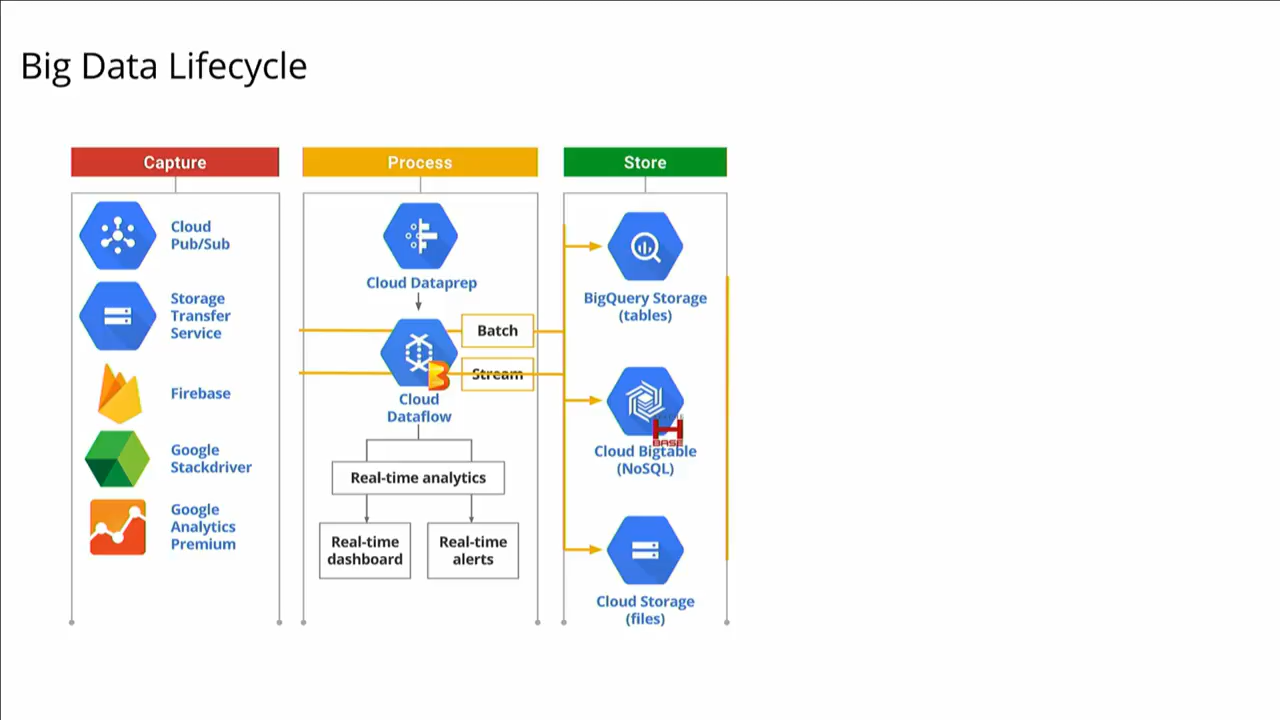 Big Data Lifecycle
Capture
Cloud
Pub/Sub
Storage
Transfer
Service
Firebase
Google
Stackdriver
Google
Analytics
Premium
Process
Cloud Dataprep
Batch
Stream
Cloud
Dataflow
Real-time analytics
Real-time
dashboard
Real-time
alerts
Store
BigQuery Storage
(tables)
H
BASE
Cloud Bigtable
(NoSQL)
Cloud Storage
(files)